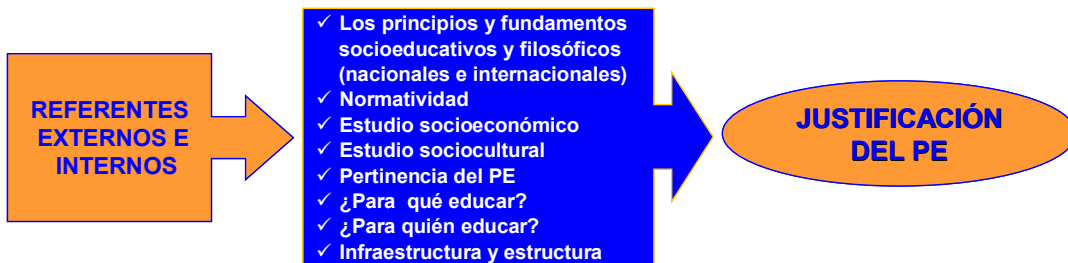 REFERENTES
EXTERNOS E
INTERNOS
✓ Los principios y fundamentos
socioeducativos y filosóficos
(nacionales e internacionales)
✓ Normatividad
✓ Estudio socioeconómico
✓ Estudio sociocultural
✓ Pertinencia del PE
✓ ¿Para qué educar?
✓ ¿Para quién educar?
✓ Infraestructura y estructura
JUSTIFICACIÓN
DEL PE